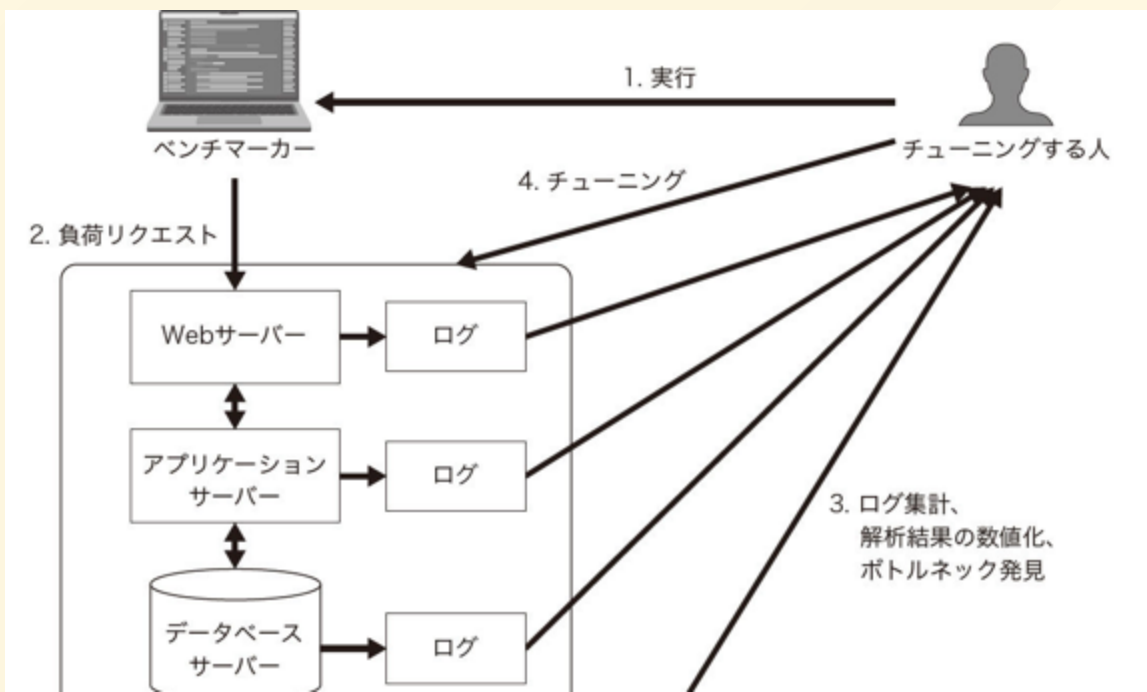 1. 実行
ベンチマーカー
チューニングする人
4. チューニング
2. 負荷リクエスト
Webサーバー
ログ
アプリケーション
サーバー
ログ
3. ログ集計、
解析結果の数値化、
ボトルネック発見
データベース
サーバー
ログ